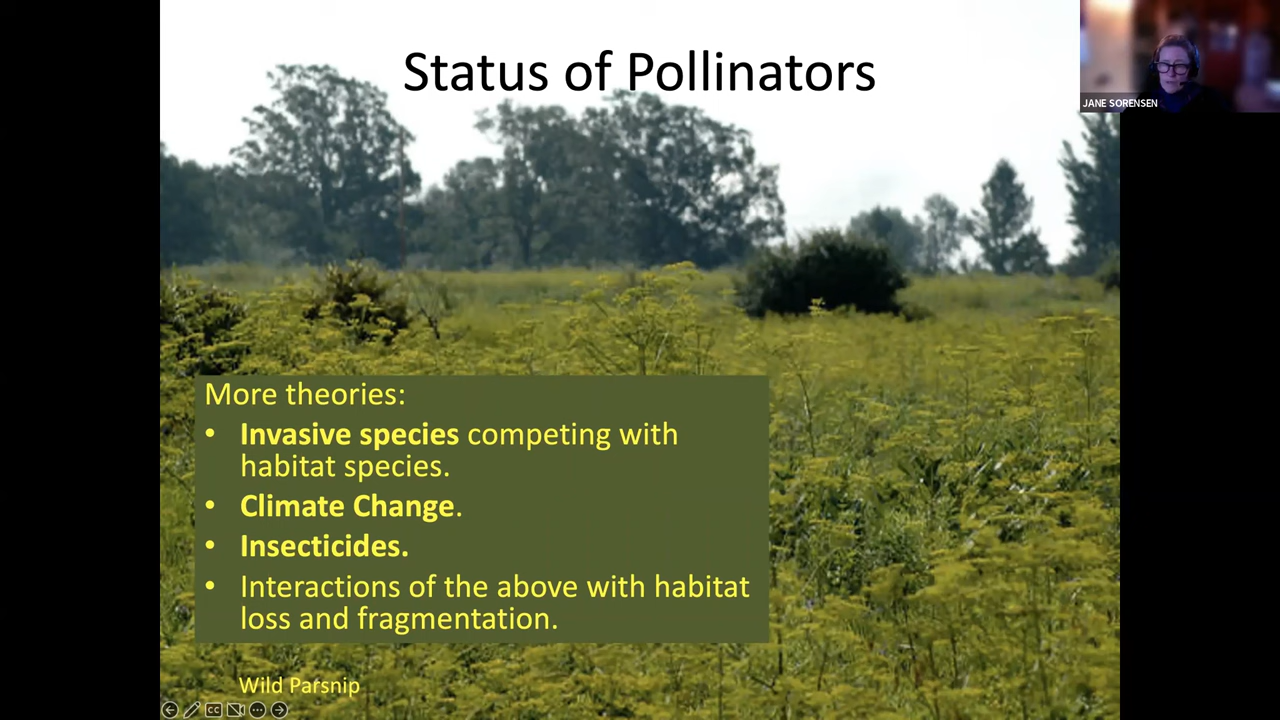 Status of Pollinators
JANE SORENSEN
More theories:
• Invasive species competing with
habitat species.
• Climate Change.
• Insecticides.
• Interactions of the above with habitat
loss and fragmentation.
Wild Parsnip
CC